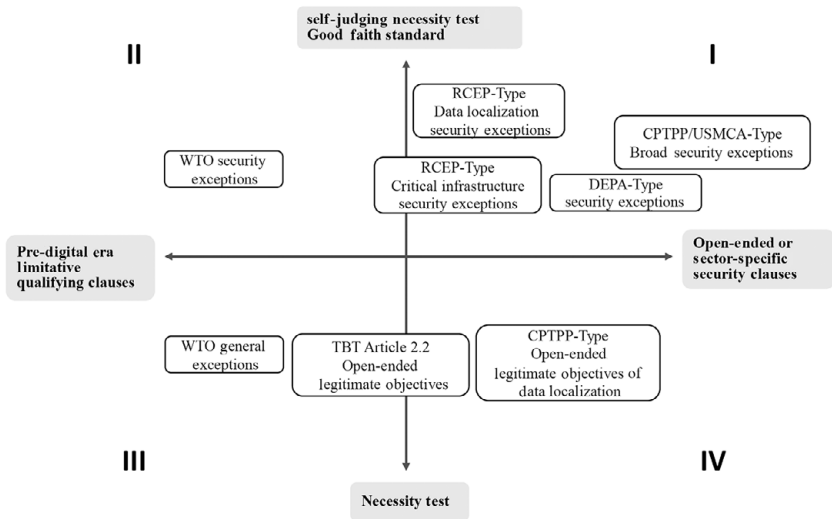 self-judging necessity test
Good faith standard
II
I
RCEP-Type
Data localization
security exceptions
CPTPP/USMCA-Type
Broad security exceptions
WTO security
exceptions
RCEP-Type
Critical infrastructure
security exceptions
DEPA-Type
security exceptions
Pre-digital era
limitative
qualifying clauses
Open-ended or
sector-specific
security clauses
WTO general
exceptions
TBT Article 2.2
Open-ended
legitimate objectives
CPTPP-Type
Open-ended
legitimate objectives of
data localization
III
IV
Necessity test